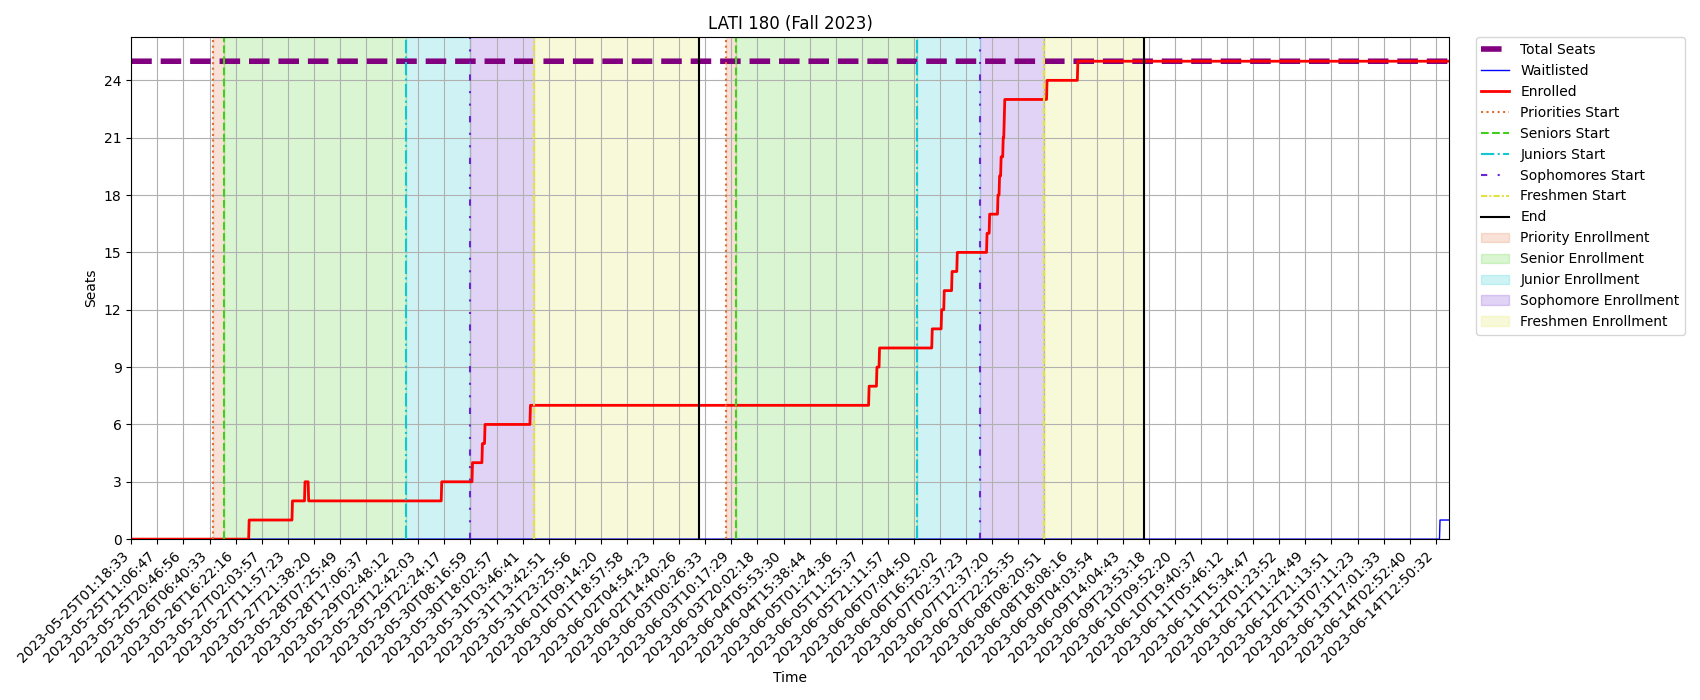 LATI 180 (Fall 2023)
Seats
24
21
18
15
12
9
6
3
0
2023-05-25T01:18:33
2023-05-25T11:06:47
2023-05-25T20:46:56
2023-05-26T06:40:33
2023-05-26T16:22:16
2023-05-27T02:03:57
2023-05-27T11:57:23
2023-05-27T21:38:20
2023-05-28T07:25:49
2023-05-28T17:06:37
2023-05-29T02:48:12
2023-05-29T12:42:03
2023-05-29T22:24:17
2023-05-30T08:16:59
2023-05-30T18:02:57
2023-05-31T03:46:41
2023-05-31T13:42:51
2023-05-31T23:25:56
2023-06-01T09:14:20
2023-06-01T18:57:58
2023-06-02T04:54:23
2023-06-02T14:40:26
2023-06-03T00:26:33
2023-06-03T10:17:29
2023-06-03T20:02:18
2023-06-04T05:53:30
2023-06-04T15:38:44
2023-06-05T01:24:36
2023-06-05T11:25:37
2023-06-05T21:11:57
2023-06-06T07:04:50
2023-06-06T16:52:02
2023-06-07T02:37:23
2023-06-07T12:37:20
2023-06-07T22:25:35
2023-06-08T08:20:51
2023-06-08T18:08:16
2023-06-09T04:03:54
2023-06-09T14:04:43
2023-06-09T23:53:18
2023-06-10T09:52:20
2023-06-10T19:40:37
2023-06-11T05:46:12
2023-06-11T15:34:47
2023-06-12T01:23:52
2023-06-12T11:24:49
2023-06-12T21:13:51
2023-06-13T07:11:23
2023-06-13T17:01:33
2023-06-14T02:52:40
2023-06-14T12:50:32
Time
Total Seats
Waitlisted
Enrolled
Priorities Start
Seniors Start
Juniors Start
Sophomores Start
Freshmen Start
End
Priority Enrollment
Senior Enrollment
Junior Enrollment
Sophomore Enrollment
Freshmen Enrollment